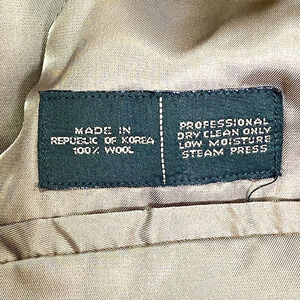 MADE IN
REPUBLIC OF KOREA
100% WOOL
PROFESSIONAL
DRY CLEAN ONLY
LOW MOISTURE
STEAM PRESS